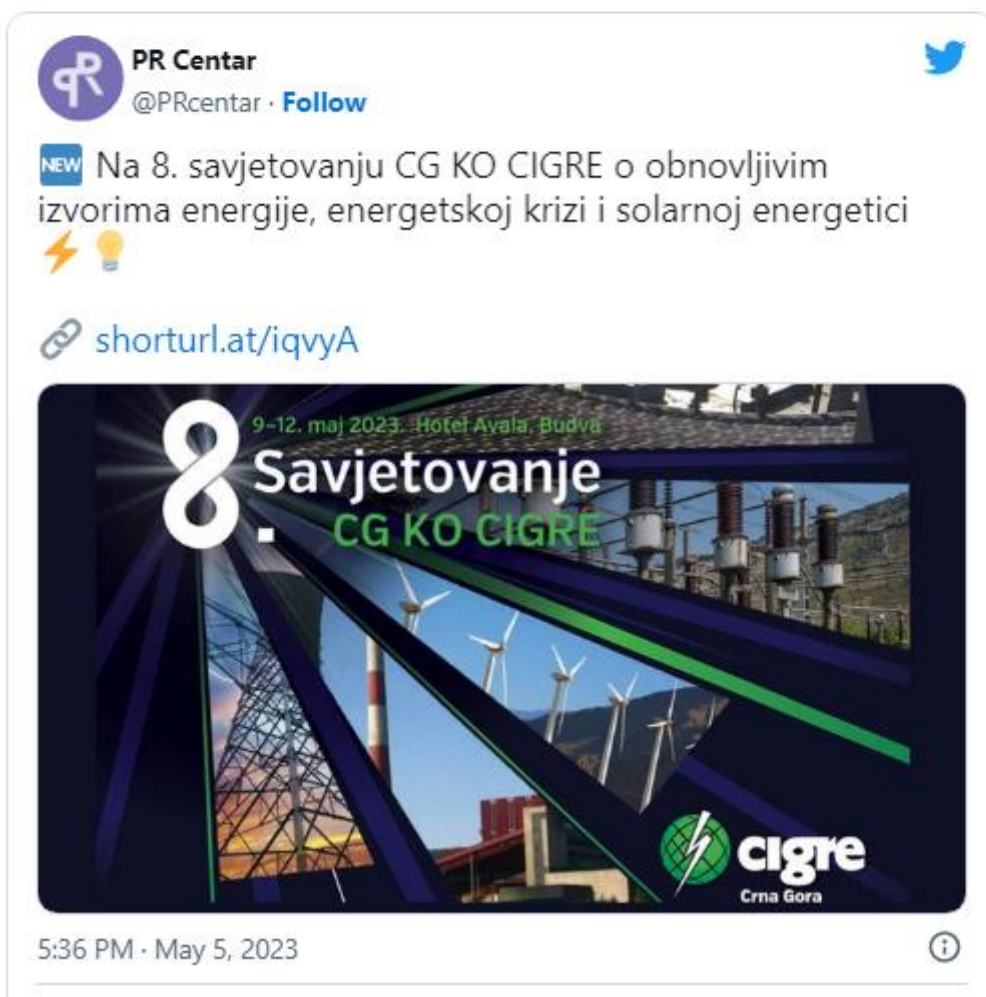 PR Centar
@PRcentar · Follow
NEW Na 8. savjetovanju CG KO CIGRE o obnovljivim
izvorima energije, energetskoj krizi i solarnoj energetici
shorturl.at/iqvyA
9-12. maj 2023. Hotel Avala, Budva
8. Savjetovanje
CG KO CIGRE
cigre
Crna Gora
5:36 PM · May 5, 2023